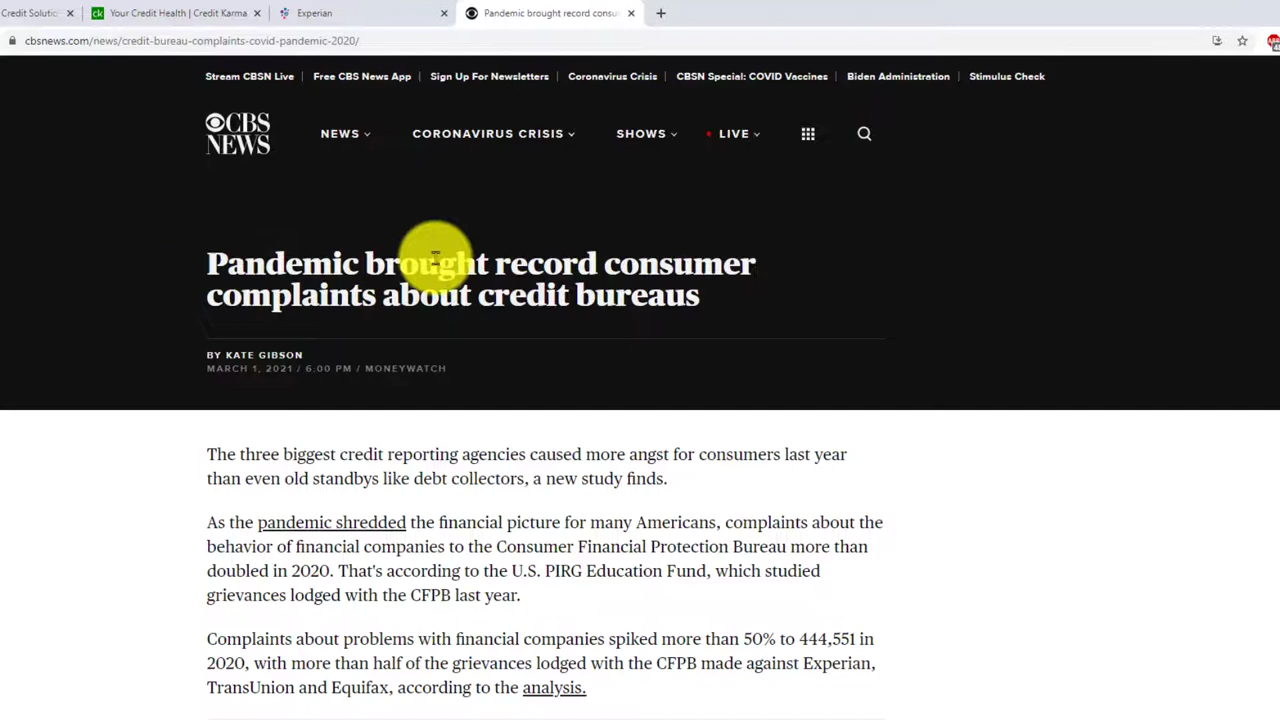 Credit Solutio
Your Credit Health | Credit Karma
Experian
Pandemic brought record consu
cbsnews.com/news/credit-bureau-complaints-covid-pandemic-2020/
Stream CBSN Live | Free CBS News App | Sign Up For Newsletters | Coronavirus Crisis | CBSN Special: COVID Vaccines | Biden Administration | Stimulus Check
CBS
NEWS
NEWS CORONAVIRUS CRISIS SHOWS LIVE
Pandemic brought record consumer
complaints about credit bureaus
BY KATE GIBSON
MARCH 1, 2021 / 6:00 PM / MONEYWATCH
The three biggest credit reporting agencies caused more angst for consumers last year
than even old standbys like debt collectors, a new study finds.
As the pandemic shredded the financial picture for many Americans, complaints about the
behavior of financial companies to the Consumer Financial Protection Bureau more than
doubled in 2020. That's according to the U.S. PIRG Education Fund, which studied
grievances lodged with the CFPB last year.
Complaints about problems with financial companies spiked more than 50% to 444,551 in
2020, with more than half of the grievances lodged with the CFPB made against Experian,
TransUnion and Equifax, according to the analysis.